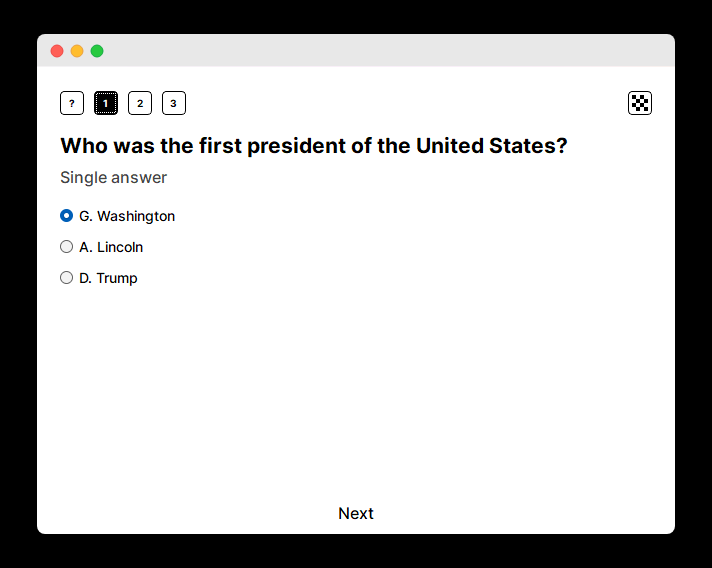 ? 1 2 3
Who was the first president of the United States?
Single answer
G. Washington
A. Lincoln
D. Trump
Next